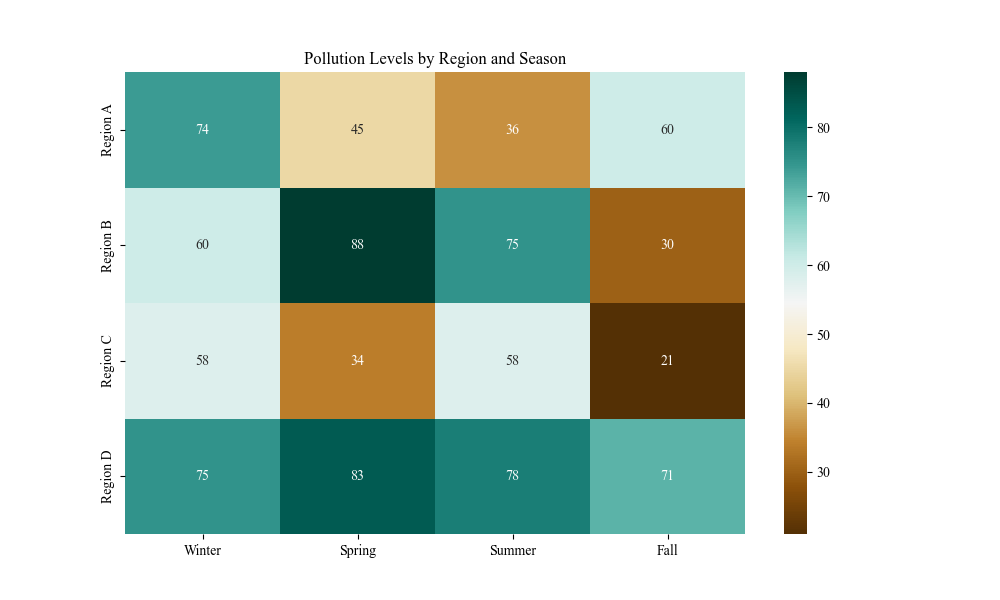 Pollution Levels by Region and Season
Region A
74
45
36
60
80
Region B
60
88
75
30
70
60
Region C
58
34
58
21
50
40
Region D
75
83
78
71
30
Winter
Spring
Summer
Fall